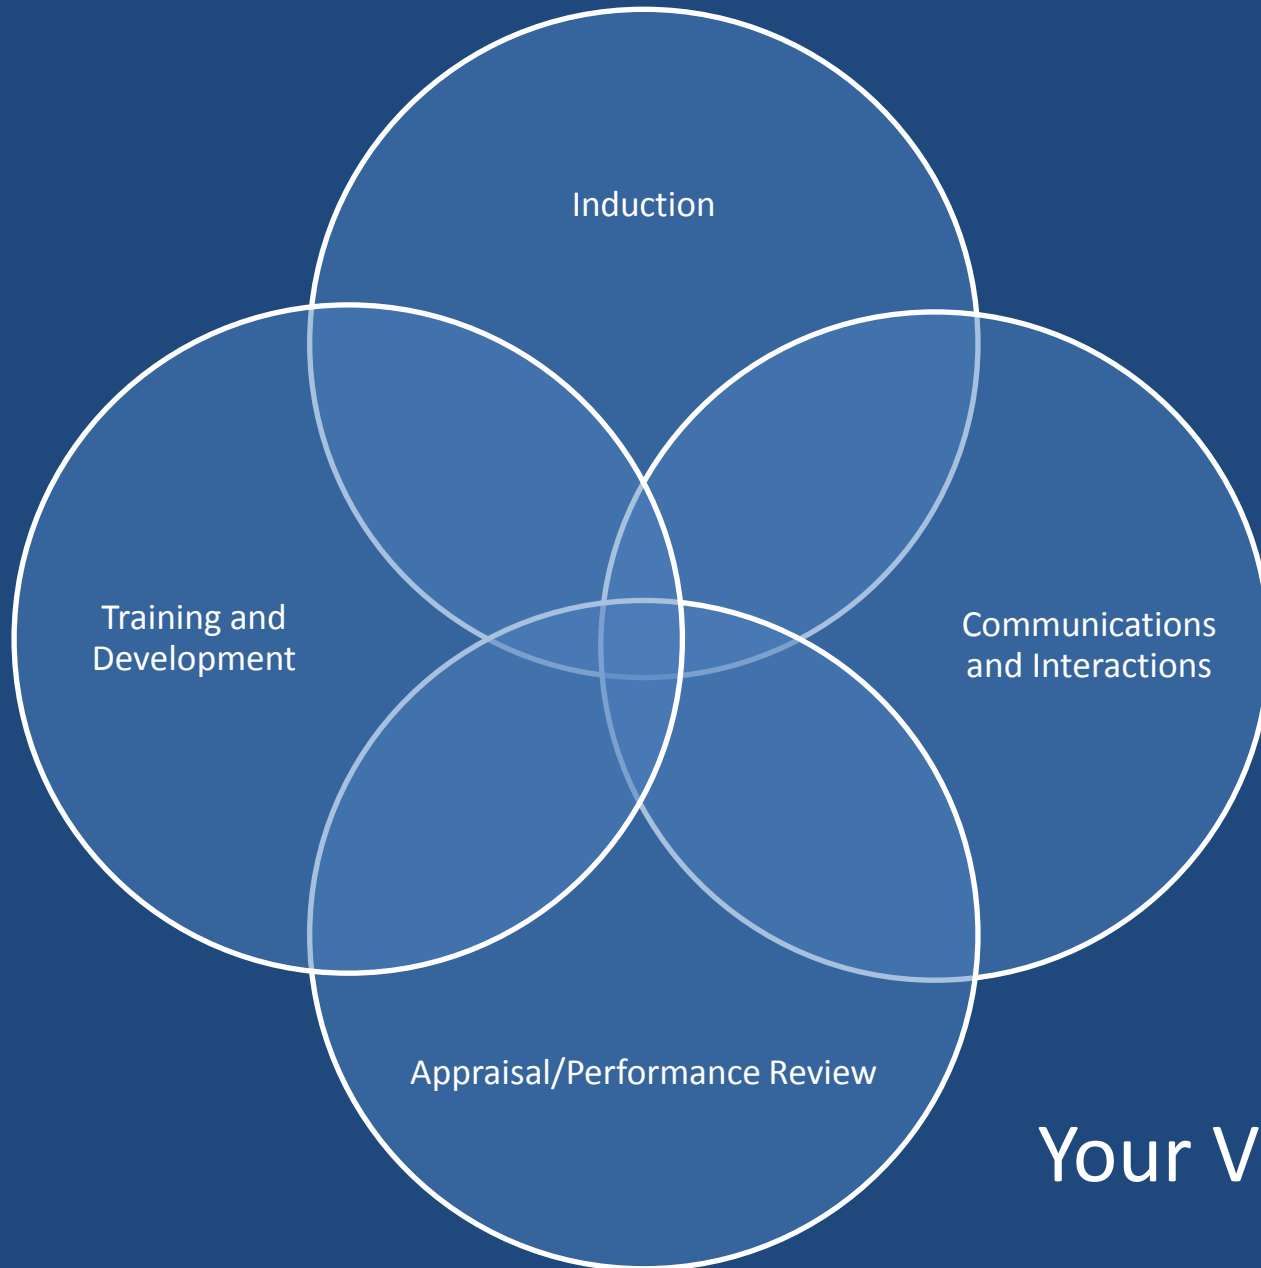 Induction
Training and
Development
Communications
and Interactions
Appraisal/Performance Review
Your V